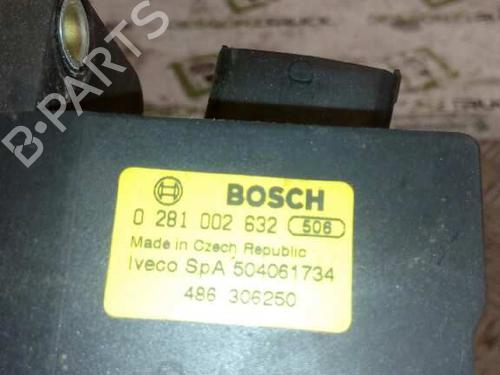 B-PARTS
BOSCH
0 281 002 632 506
Made in Czech Republic
Iveco SpA 504061734
486 306250